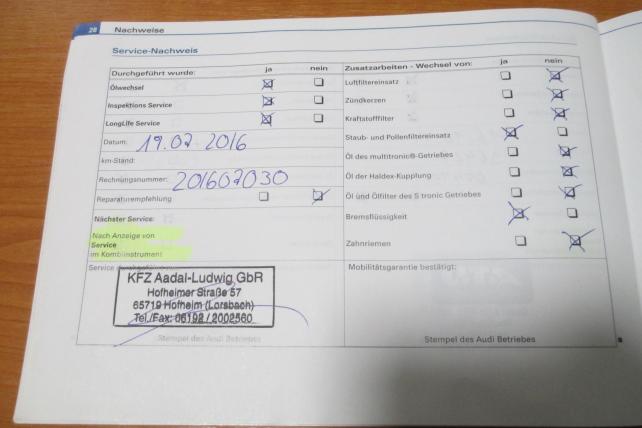 28 Nachweise
Service-Nachweis
Durchgeführt wurde: ja nein
Ölwechsel
Inspektions Service
LongLife Service
Datum: 19.02.2016
km-Stand:
Rechnungsnummer: 201602030
Reparaturempfehlung
Nächster Service:
Nach Anzeige von
Service
im Kombiinstrument
Service durchgeführt
KFZ Aadal-Ludwig GbR
Hofheimer Straße 57
65719 Hofheim (Lorsbach)
Tel./Fax: 06192 / 2002560
Stempel des Audi Betriebes
Zusatzarbeiten - Wechsel von: ja nein
Luftfiltereinsatz
Zündkerzen
Kraftstofffilter
Staub- und Pollenfiltereinsatz
Öl des multitronic®-Getriebes
Öl der Haldex-Kupplung
Öl und Ölfilter des S tronic Getriebes
Bremsflüssigkeit
Zahnriemen
Mobilitätsgarantie bestätigt:
Stempel des Audi Betriebes